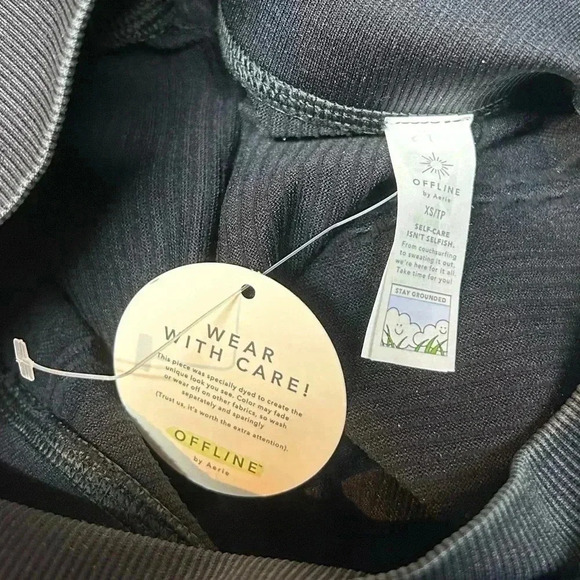 OFFLINE
by Aerie
XS/TP
SELF-CARE
ISN'T SELFISH.
From couchsurfing
to sweating it out,
we're here for it all.
Take time for you!
STAY GROUNDED
WEAR
WITH CARE!
This piece was specially dyed to create the
unique look you see. Color may fade
or wear off on other fabrics, so wash
separately and sparingly
(Trust us, it's worth the extra attention).
OFFLINE™
by Aerie